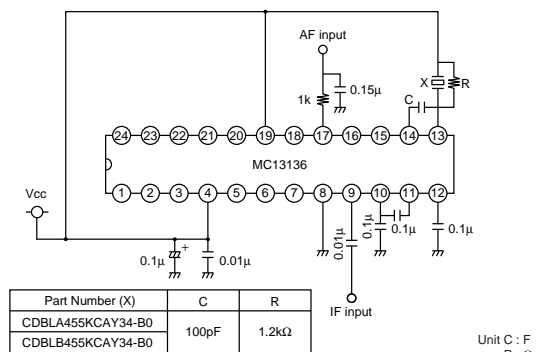 AF input
X
R
C
1k
0.15μ
24 23 22 21 20 19 18 17 16 15 14 13
MC13136
1 2 3 4 5 6 7 8 9 10 11 12
Vcc
0.1μ
+
0.01μ
0.01μ
0.1μ
0.1μ
0.1μ
IF input
Part Number (X) C R
CDBLA455KCAY34-B0 100pF 1.2kΩ
CDBLB455KCAY34-B0
Unit C : F